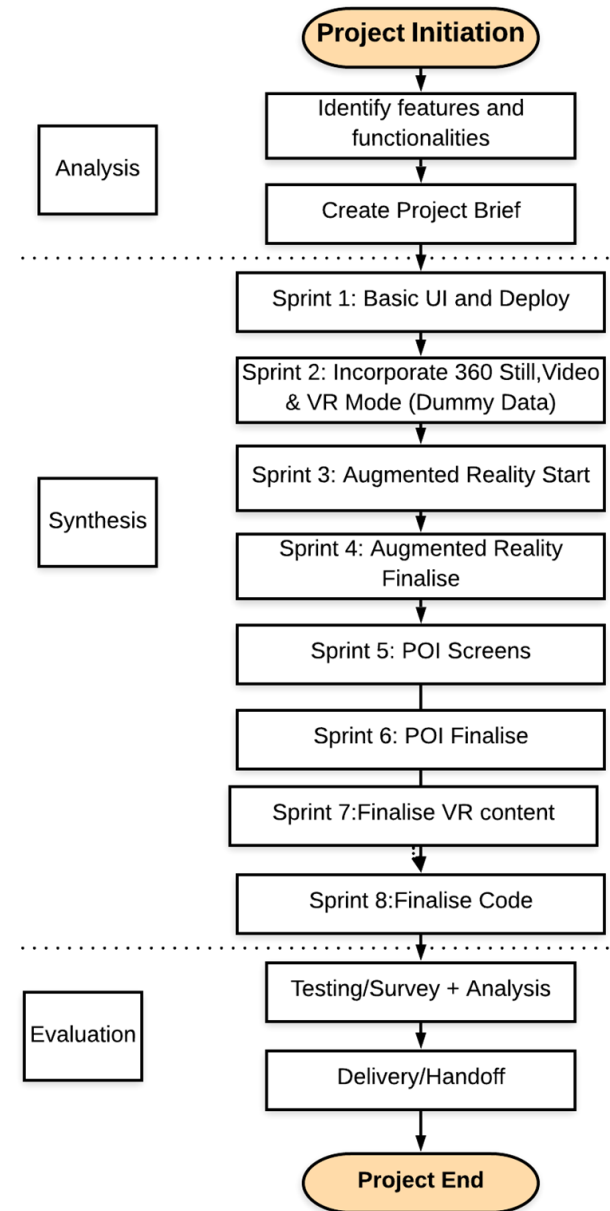 Project Initiation
Identify features and
functionalities
Analysis
Create Project Brief
Sprint 1: Basic UI and Deploy
Sprint 2: Incorporate 360 Still,Video
& VR Mode (Dummy Data)
Sprint 3: Augmented Reality Start
Synthesis
Sprint 4: Augmented Reality
Finalise
Sprint 5: POI Screens
Sprint 6: POI Finalise
Sprint 7:Finalise VR content
Sprint 8:Finalise Code
Testing/Survey + Analysis
Evaluation
Delivery/Handoff
Project End